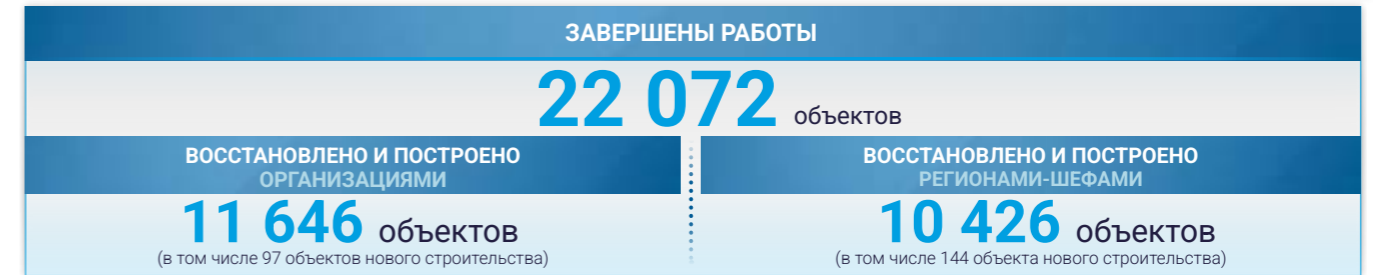 ЗАВЕРШЕНЫ РАБОТЫ
22 072 объектов
ВОССТАНОВЛЕНО И ПОСТРОЕНО
ОРГАНИЗАЦИЯМИ
11 646 объектов
(в том числе 97 объектов нового строительства)
ВОССТАНОВЛЕНО И ПОСТРОЕНО
РЕГИОНАМИ-ШЕФАМИ
10 426 объектов
(в том числе 144 объекта нового строительства)